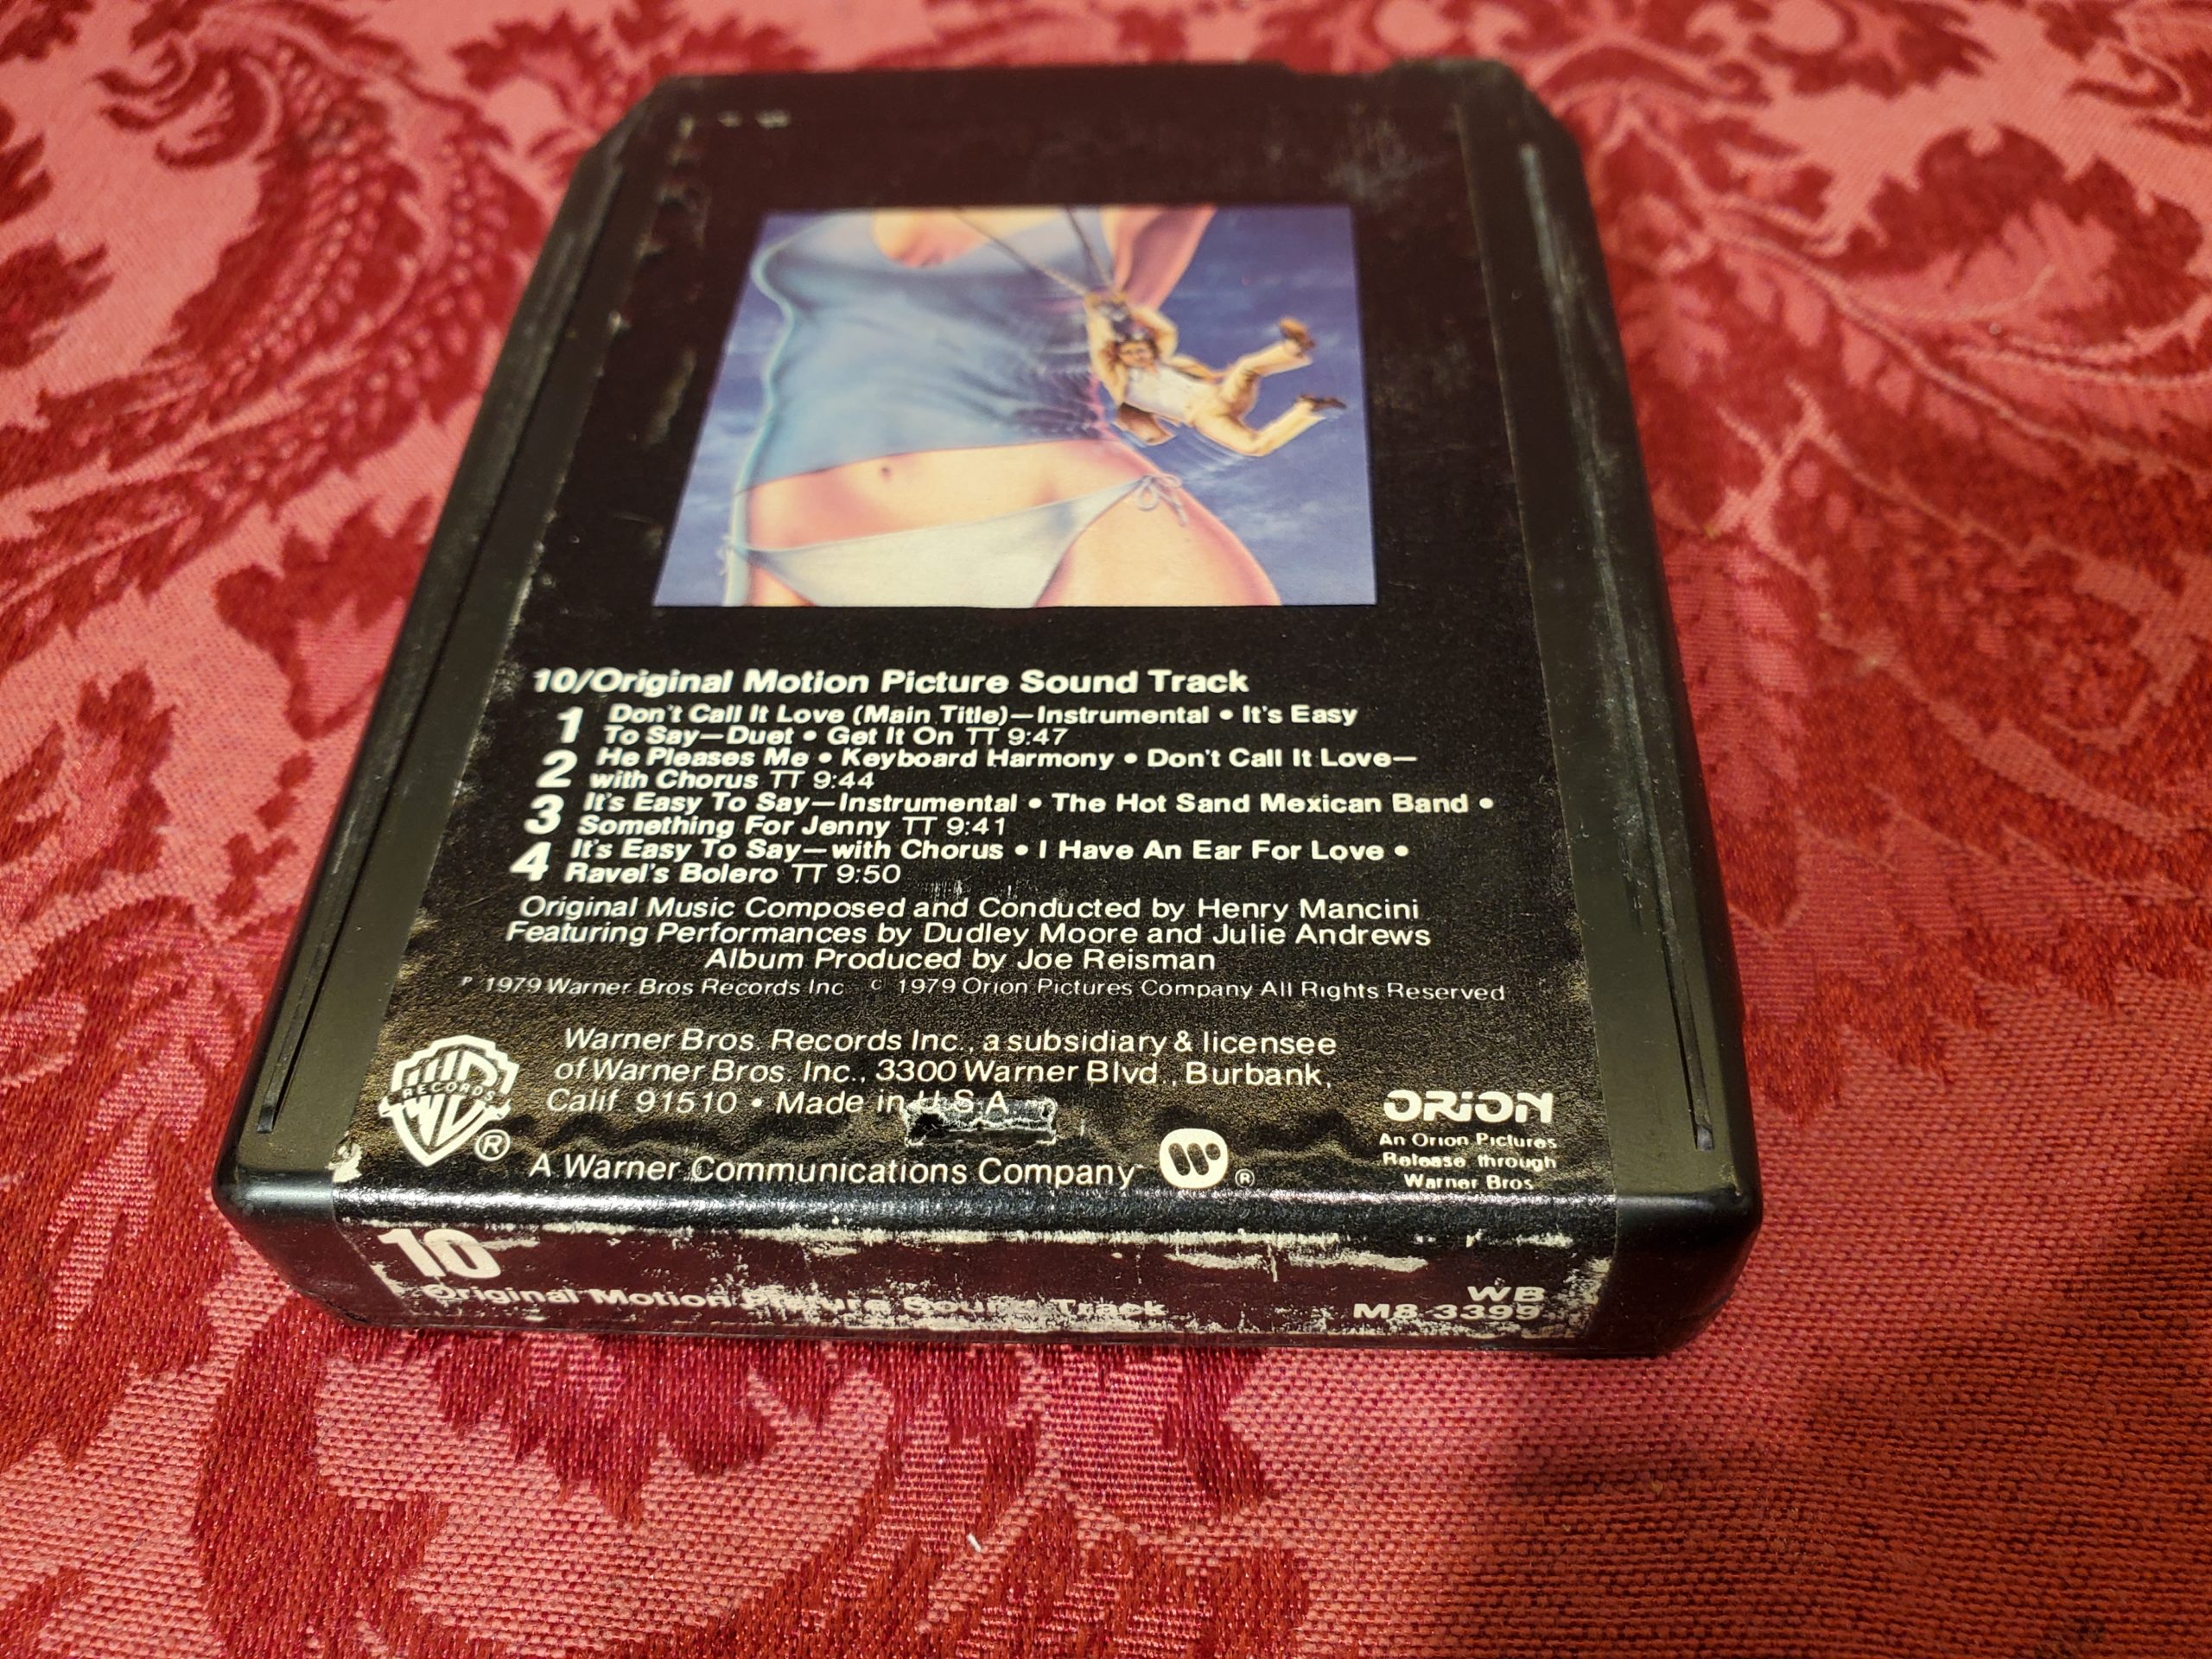 10/Original Motion Picture Sound Track
1 Don't Call It Love (Main Title)—Instrumental • It's Easy
To Say—Duet • Get It On TT 9:47
2 He Pleases Me • Keyboard Harmony • Don't Call It Love—
with Chorus TT 9:44
3 It's Easy To Say—Instrumental • The Hot Sand Mexican Band •
Something For Jenny TT 9:41
4 It's Easy To Say—with Chorus • I Have An Ear For Love •
Ravel's Bolero TT 9:50
Original Music Composed and Conducted by Henry Mancini
Featuring Performances by Dudley Moore and Julie Andrews
Album Produced by Joe Reisman
℗ 1979 Warner Bros Records Inc © 1979 Orion Pictures Company All Rights Reserved
Warner Bros. Records Inc., a subsidiary & licensee
of Warner Bros. Inc., 3300 Warner Blvd., Burbank,
Calif 91510 • Made in U.S.A.
RECORDS
®
A Warner Communications Company ®
ORION
An Orion Pictures
Release through
Warner Bros.
10
Original Motion Picture Sound Track
WB
M8 3399